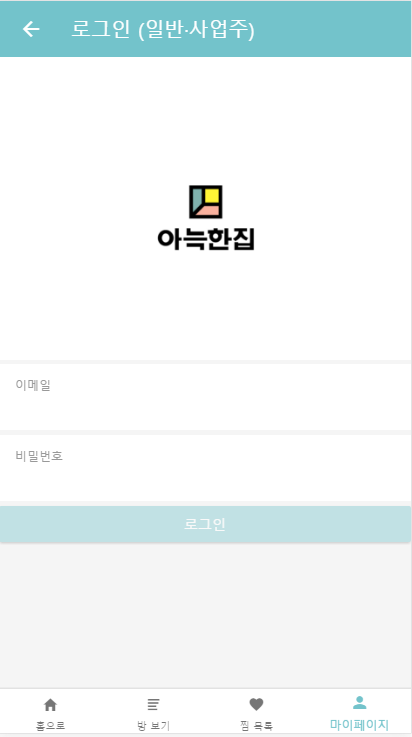 로그인 (일반·사업주)
아늑한집
이메일
비밀번호
로그인
홈으로 방 보기 찜 목록 마이페이지